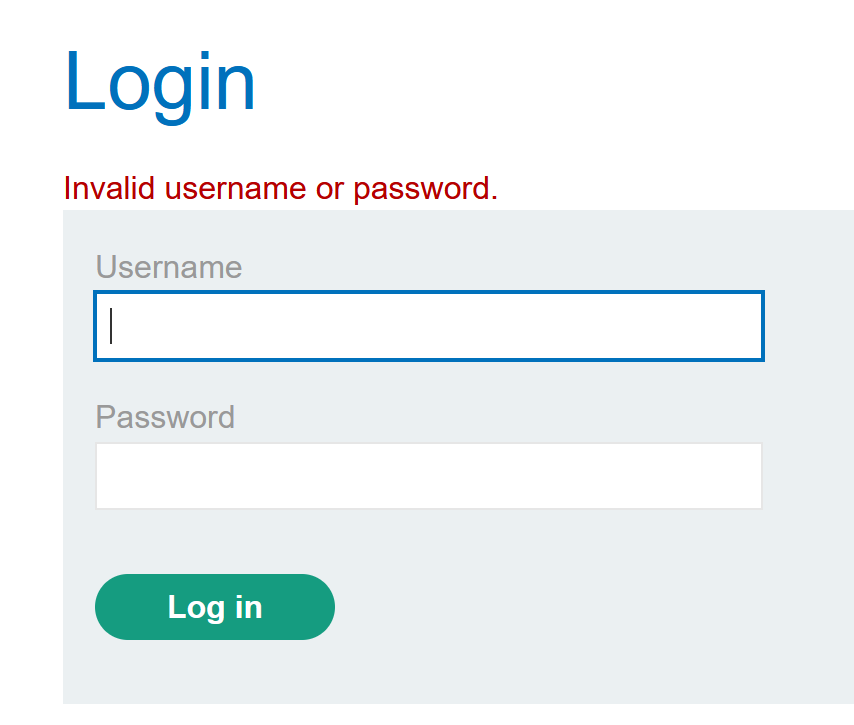 Login
Invalid username or password.
Username
Password
Log in